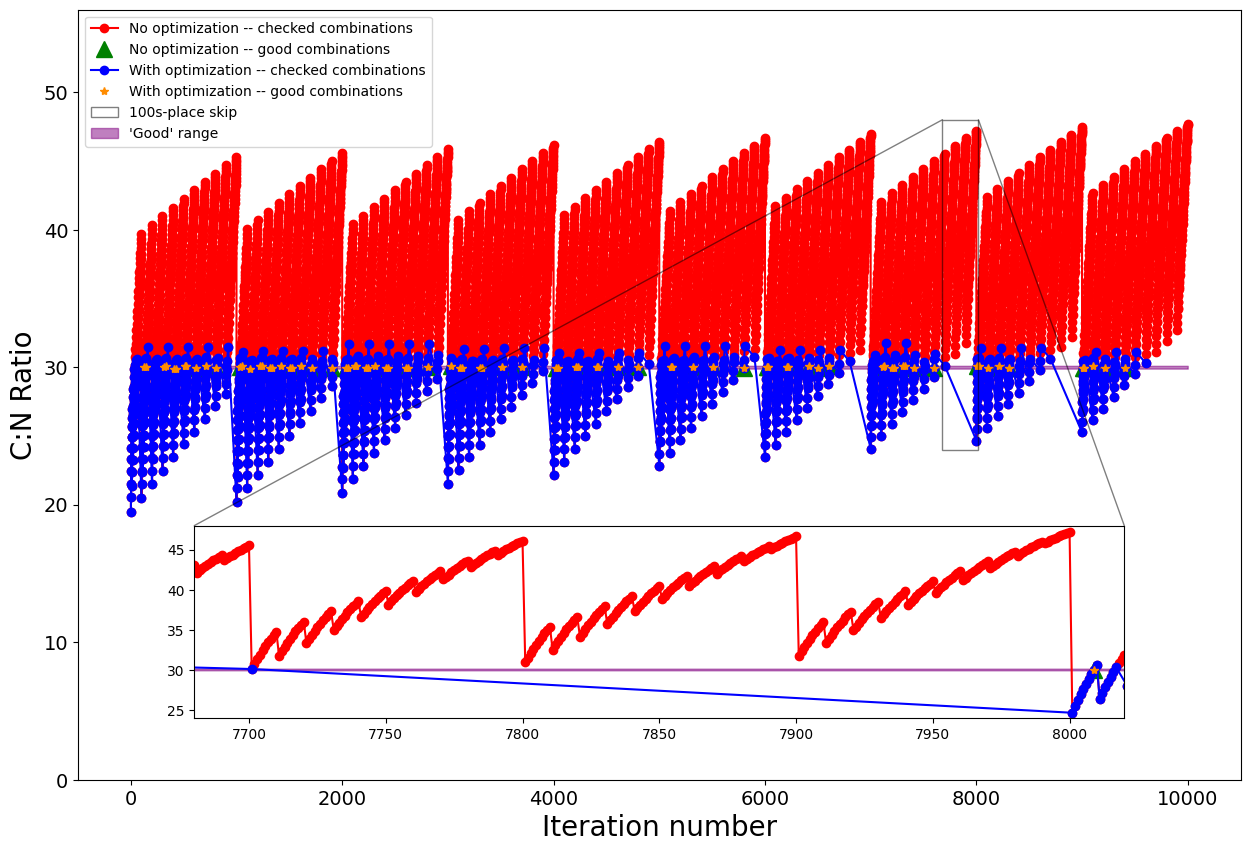 No optimization -- checked combinations
No optimization -- good combinations
With optimization -- checked combinations
With optimization -- good combinations
100s-place skip
'Good' range
50
40
30
20
10
0
C:N Ratio
45
40
35
30
25
7700 7750 7800 7850 7900 7950 8000
0 2000 4000 6000 8000 10000
Iteration number